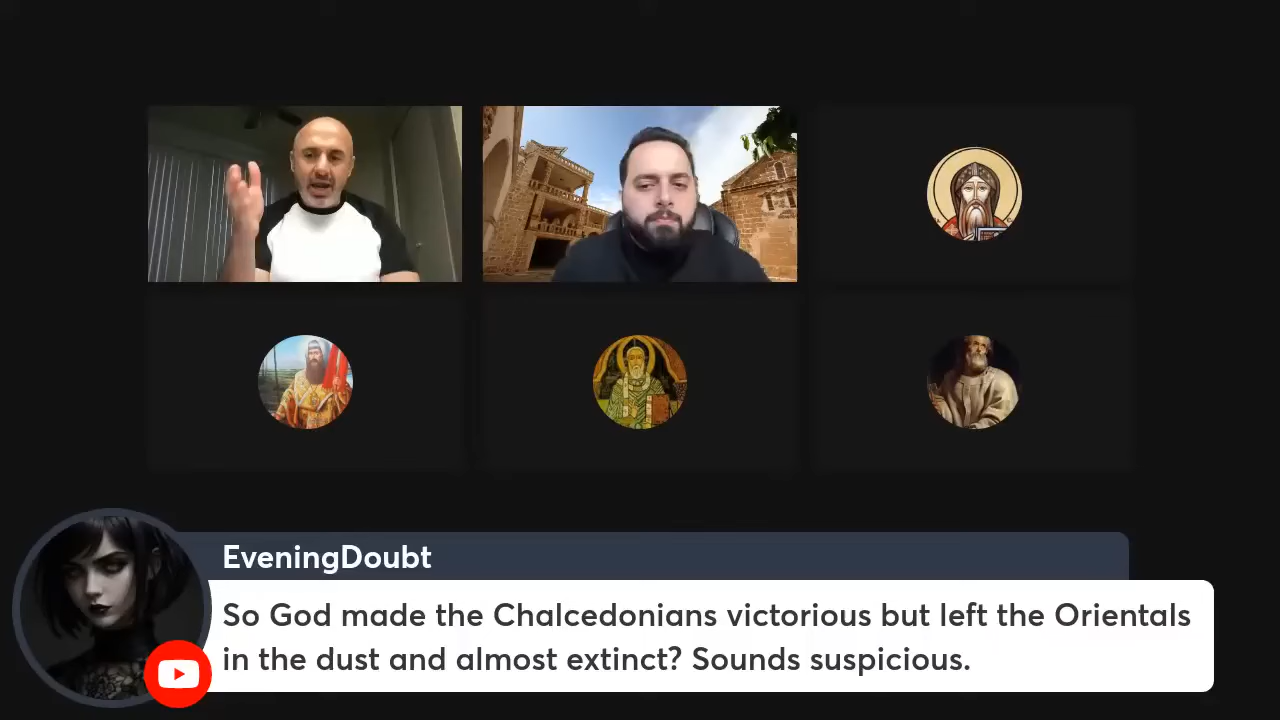 EveningDoubt
So God made the Chalcedonians victorious but left the Orientals
in the dust and almost extinct? Sounds suspicious.